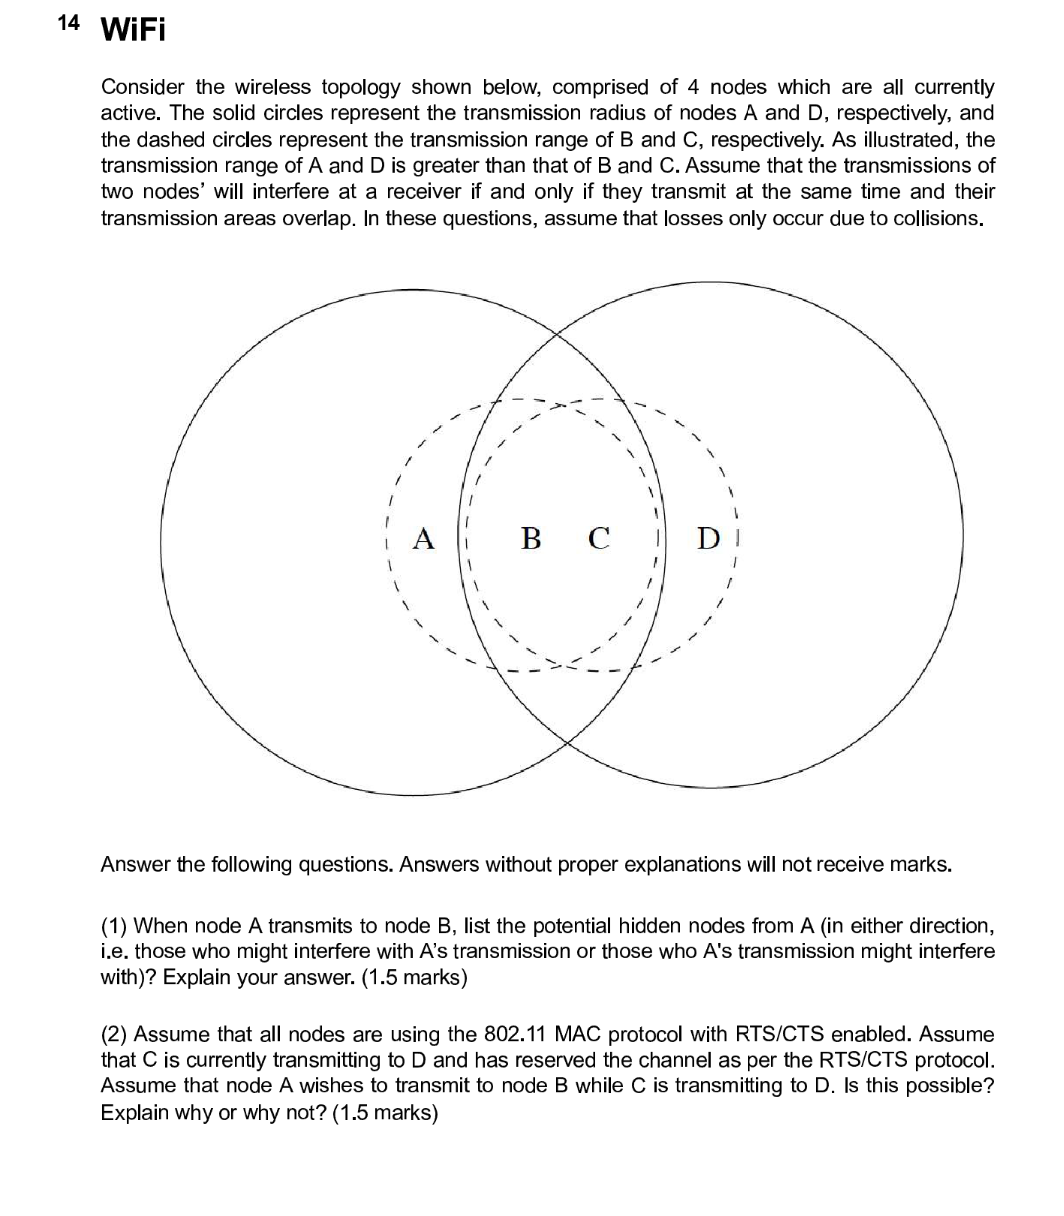 14 WiFi
Consider the wireless topology shown below, comprised of 4 nodes which are all currently
active. The solid circles represent the transmission radius of nodes A and D, respectively, and
the dashed circles represent the transmission range of B and C, respectively. As illustrated, the
transmission range of A and D is greater than that of B and C. Assume that the transmissions of
two nodes' will interfere at a receiver if and only if they transmit at the same time and their
transmission areas overlap. In these questions, assume that losses only occur due to collisions.
A B C D
Answer the following questions. Answers without proper explanations will not receive marks.
(1) When node A transmits to node B, list the potential hidden nodes from A (in either direction,
i.e. those who might interfere with A's transmission or those who A's transmission might interfere
with)? Explain your answer. (1.5 marks)
(2) Assume that all nodes are using the 802.11 MAC protocol with RTS/CTS enabled. Assume
that C is currently transmitting to D and has reserved the channel as per the RTS/CTS protocol.
Assume that node A wishes to transmit to node B while C is transmitting to D. Is this possible?
Explain why or why not? (1.5 marks)